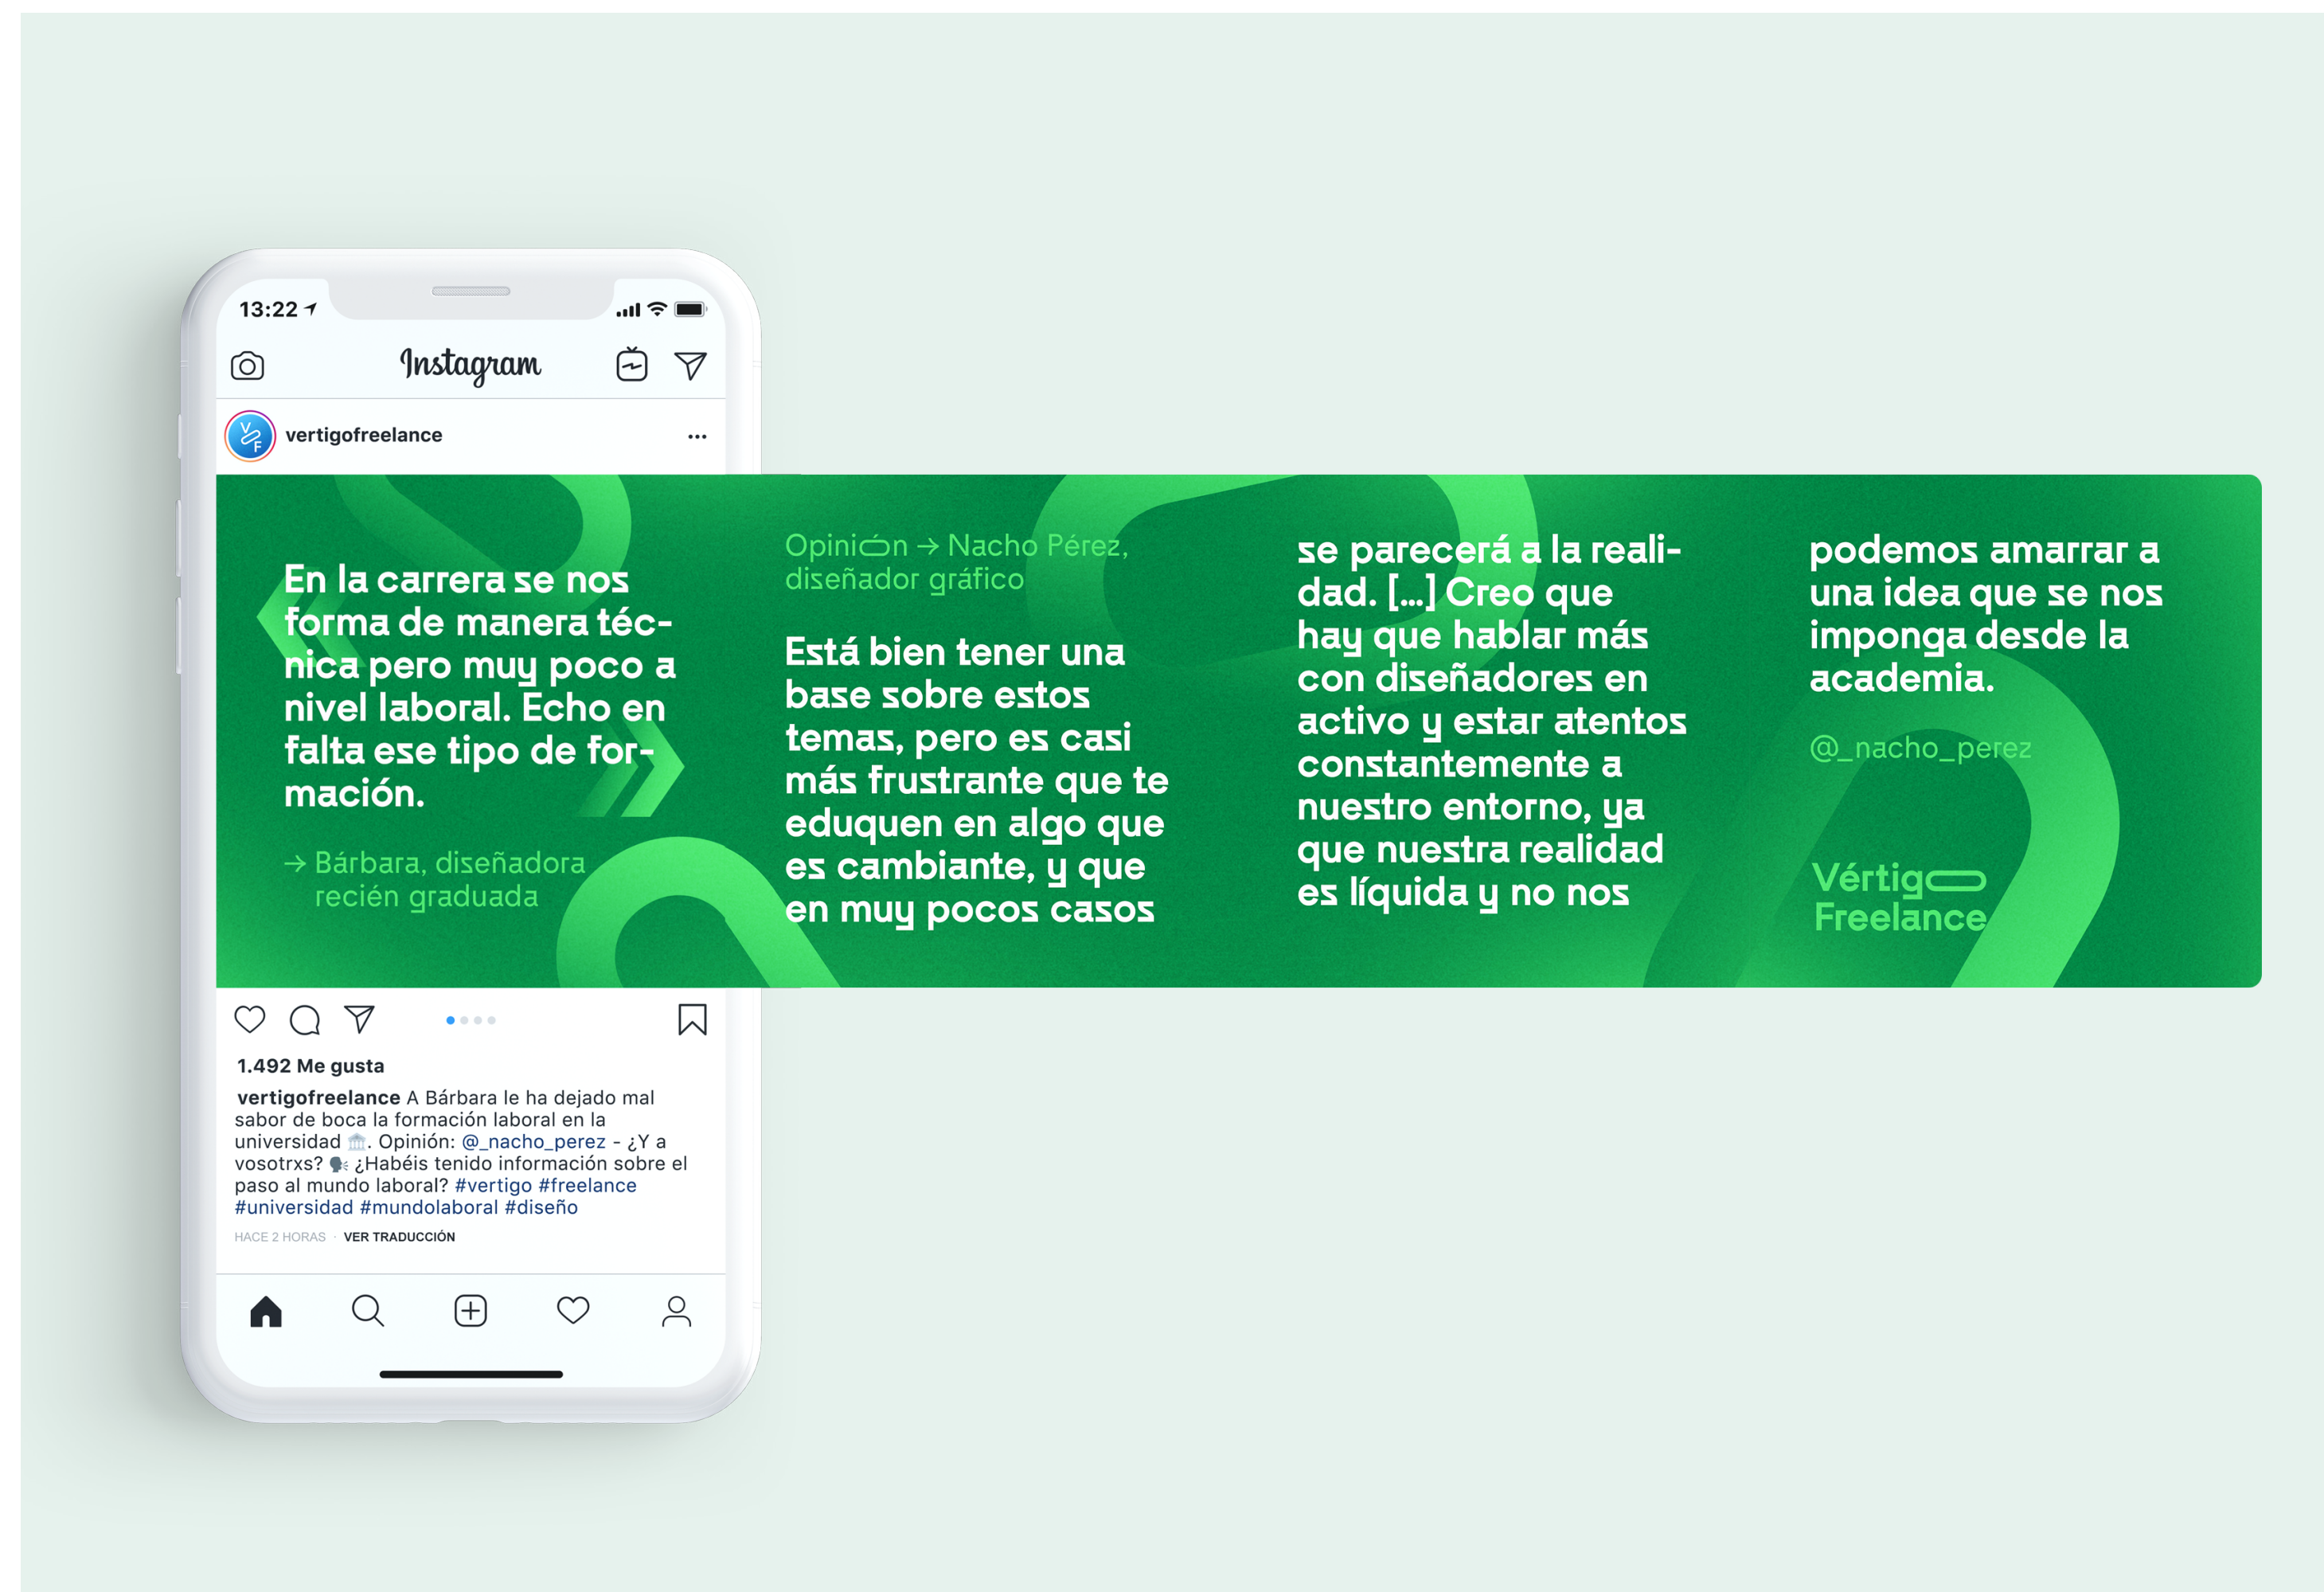 13:22
Instagram
V
F
vertigofreelance
En la carrera se nos
forma de manera téc-
nica pero muy poco a
nivel laboral. Echo en
falta ese tipo de for-
mación.
→ Bárbara, diseñadora
recién graduada
Opinión → Nacho Pérez,
diseñador gráfico
Está bien tener una
base sobre estos
temas, pero es casi
más frustrante que te
eduquen en algo que
es cambiante, y que
en muy pocos casos
se parecerá a la reali-
dad. [...] Creo que
hay que hablar más
con diseñadores en
activo y estar atentos
constantemente a
nuestro entorno, ya
que nuestra realidad
es líquida y no nos
podemos amarrar a
una idea que se nos
imponga desde la
academia.
@_nacho_perez
Vértigo
Freelance
1.492 Me gusta
vertigofreelance A Bárbara le ha dejado mal
sabor de boca la formación laboral en la
universidad 🏛️. Opinión: @_nacho_perez - ¿Y a
vosotrxs? 🗣️ ¿Habéis tenido información sobre el
paso al mundo laboral? #vertigo #freelance
#universidad #mundolaboral #diseño
HACE 2 HORAS · VER TRADUCCIÓN